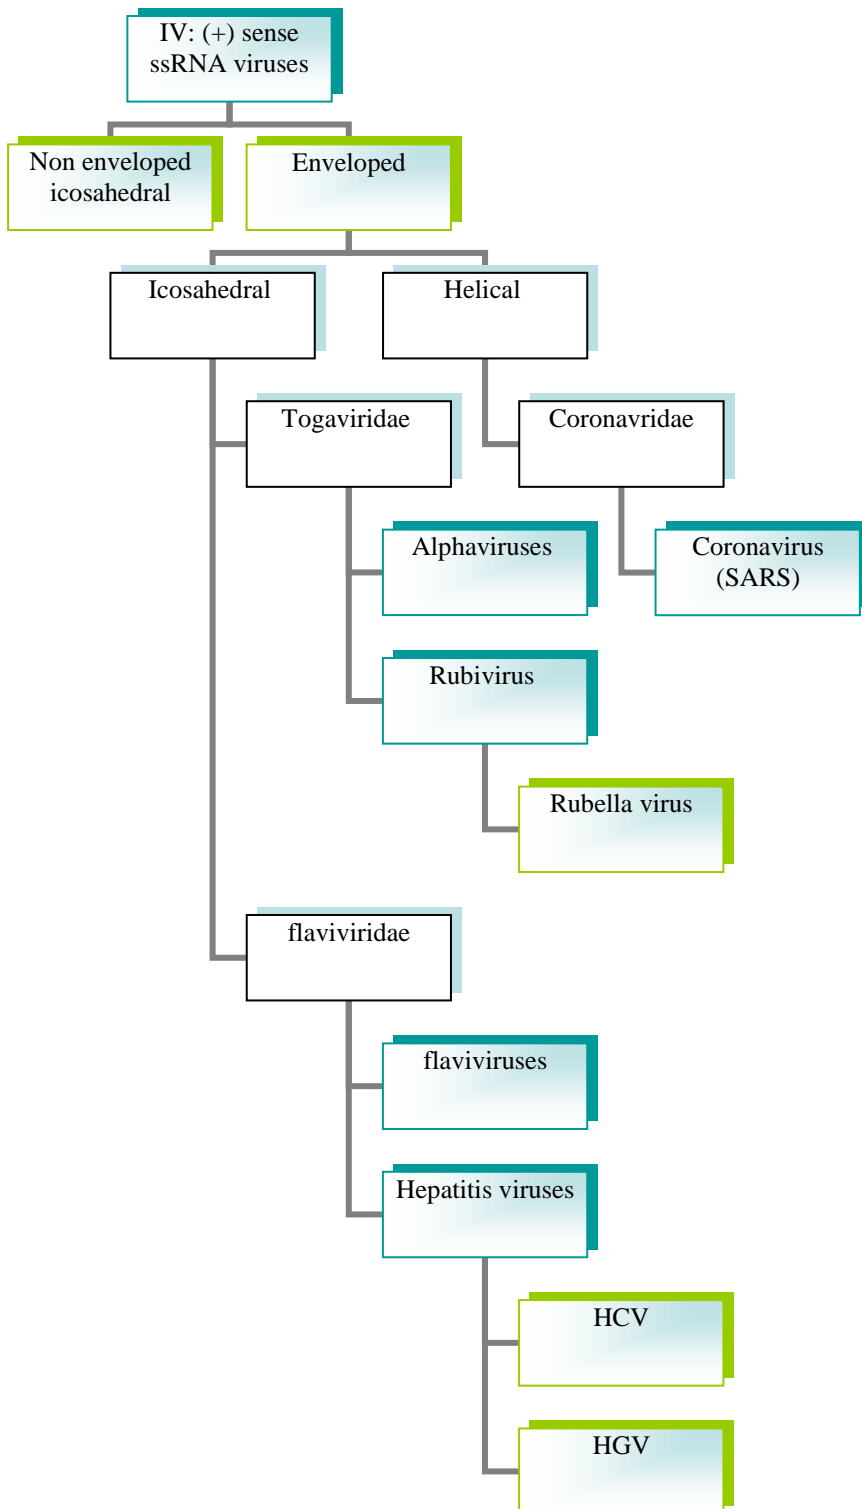 IV: (+) sense
ssRNA viruses
Non enveloped
icosahedral
Enveloped
Icosahedral
Helical
Togaviridae
Coronavridae
Alphaviruses
Coronavirus
(SARS)
Rubivirus
Rubella virus
flaviviridae
flaviviruses
Hepatitis viruses
HCV
HGV